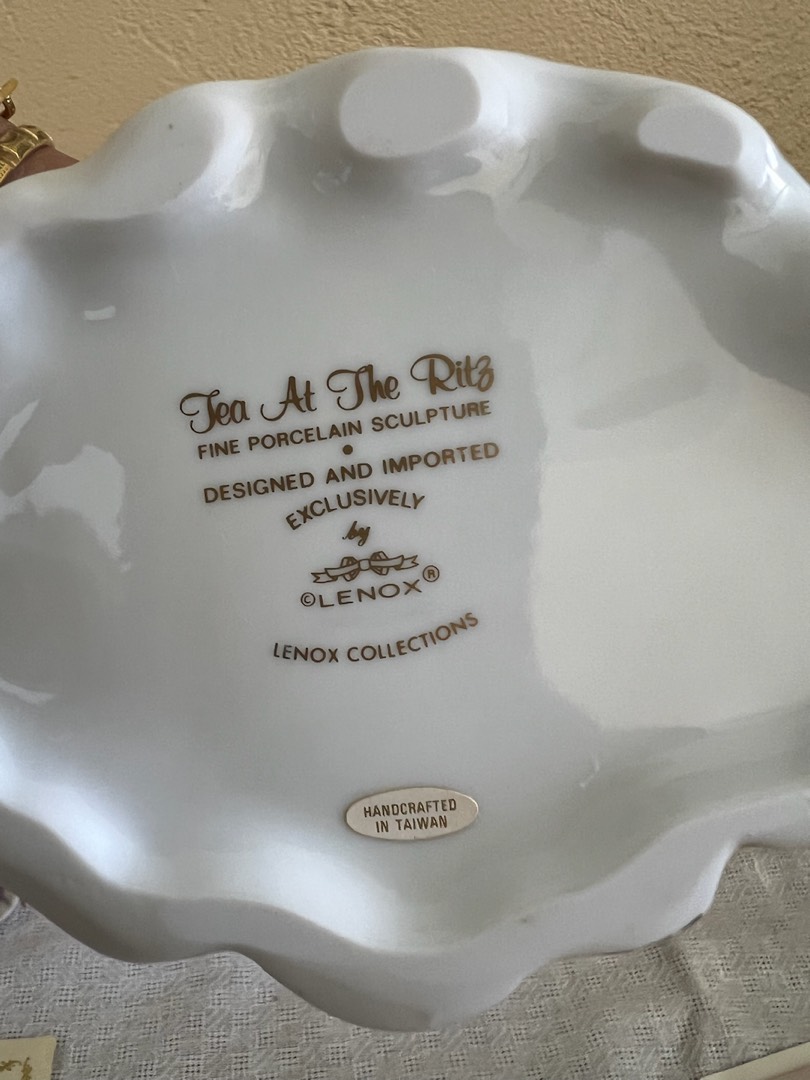 Tea At The Ritz
FINE PORCELAIN SCULPTURE
•
DESIGNED AND IMPORTED
EXCLUSIVELY
by
©LENOX®
LENOX COLLECTIONS
HANDCRAFTED
IN TAIWAN